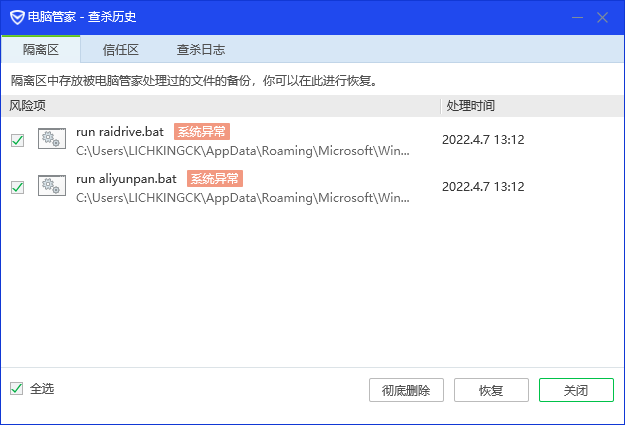 电脑管家 - 查杀历史
隔离区 信任区 查杀日志
隔离区中存放被电脑管家处理过的文件的备份，你可以在此进行恢复。
风险项 处理时间
run raidrive.bat 系统异常
C:\Users\LICHKINGCK\AppData\Roaming\Microsoft\Win... 2022.4.7 13:12
run aliyunpan.bat 系统异常
C:\Users\LICHKINGCK\AppData\Roaming\Microsoft\Win... 2022.4.7 13:12
全选 彻底删除 恢复 关闭